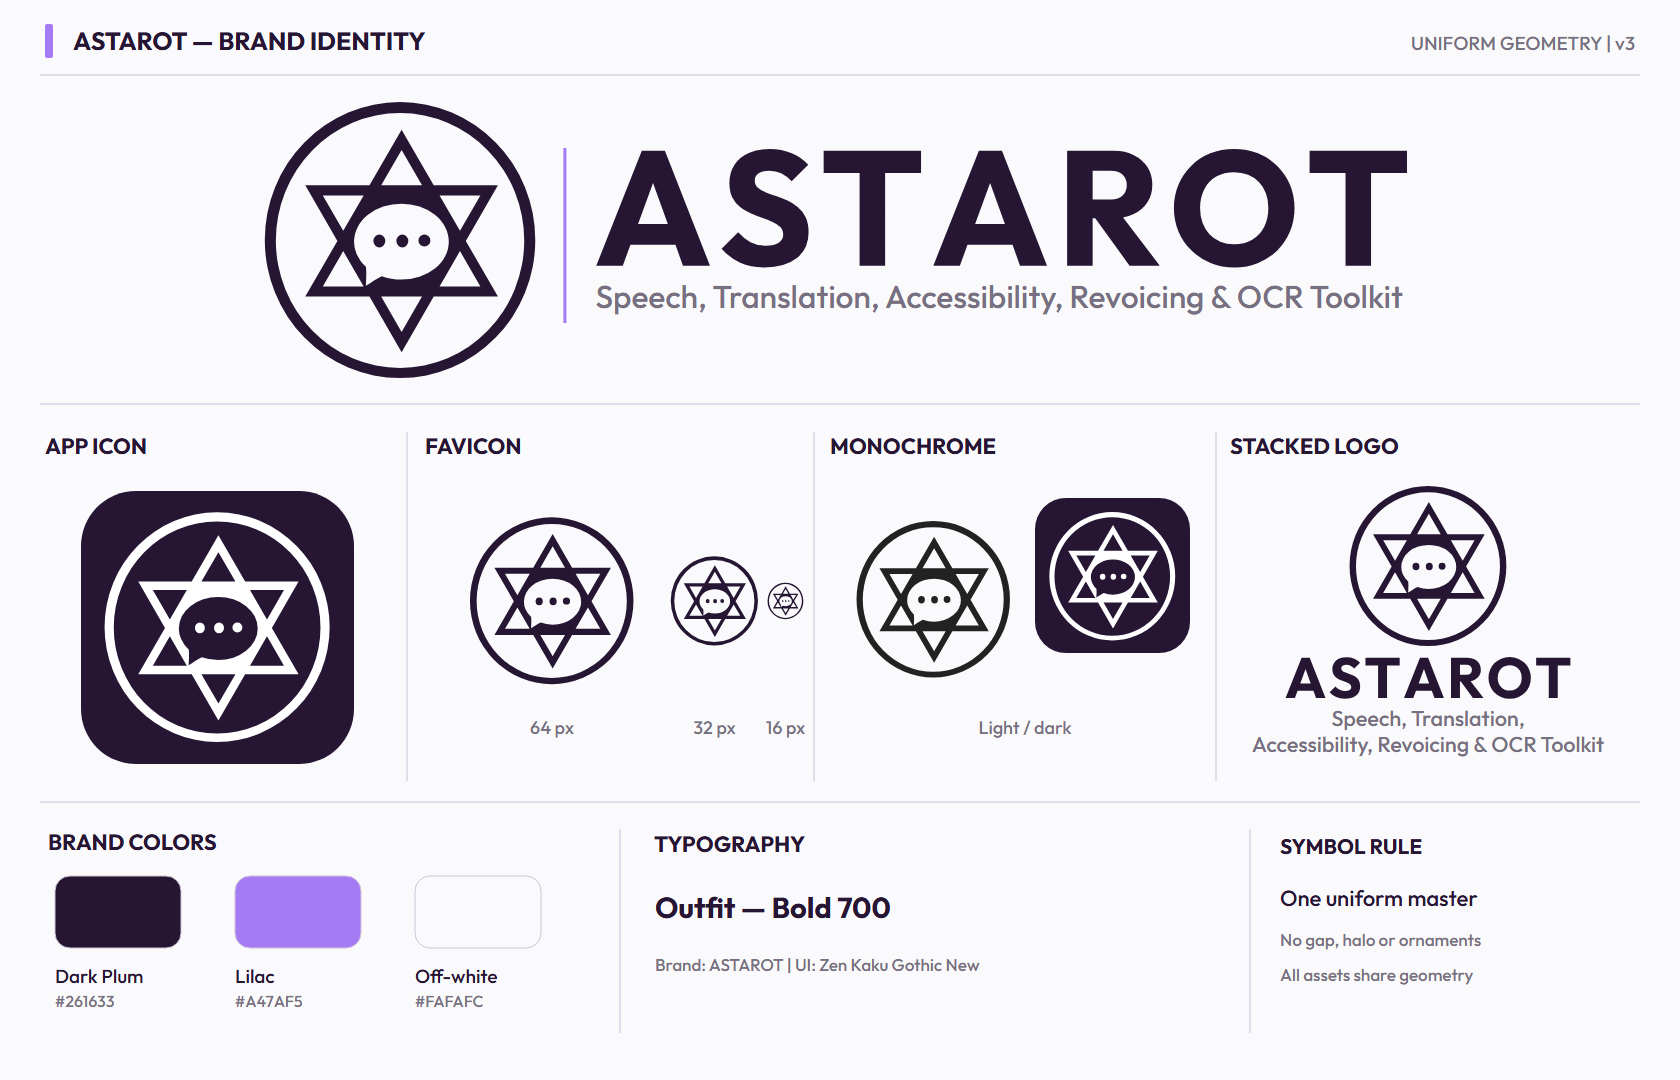 ASTAROT — BRAND IDENTITY
UNIFORM GEOMETRY | v3
ASTAROT
Speech, Translation, Accessibility, Revoicing & OCR Toolkit
APP ICON
FAVICON
MONOCHROME
STACKED LOGO
64 px
32 px
16 px
Light / dark
ASTAROT
Speech, Translation,
Accessibility, Revoicing & OCR Toolkit
BRAND COLORS
Dark Plum
#261633
Lilac
#A47AF5
Off-white
#FAFAFC
TYPOGRAPHY
Outfit — Bold 700
Brand: ASTAROT | UI: Zen Kaku Gothic New
SYMBOL RULE
One uniform master
No gap, halo or ornaments
All assets share geometry